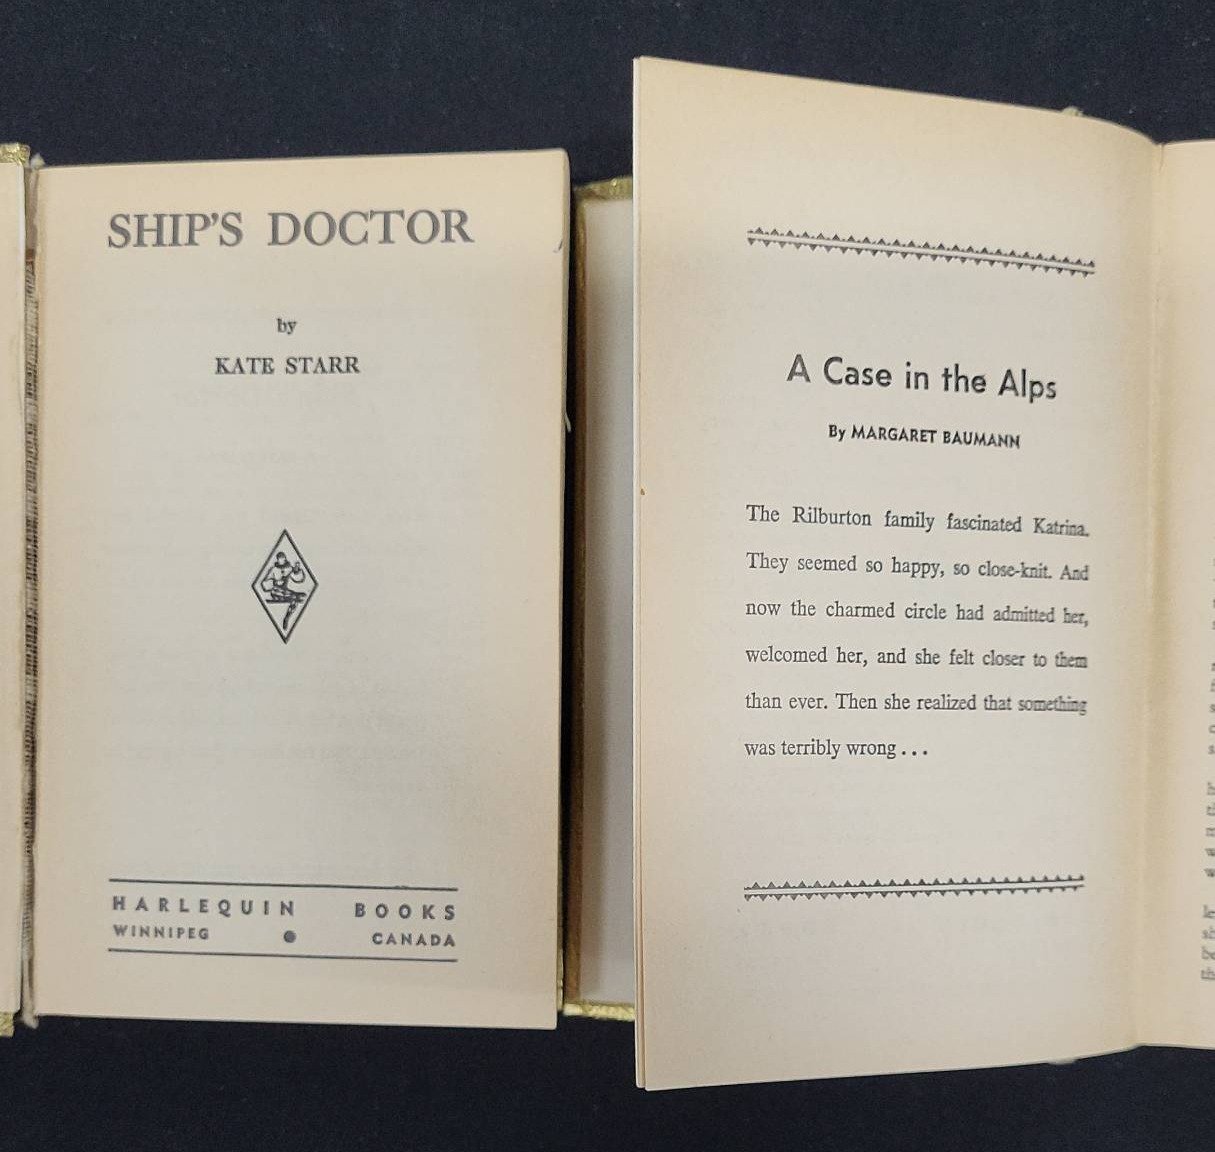 SHIP'S DOCTOR
by
KATE STARR
HARLEQUIN BOOKS
WINNIPEG • CANADA
A Case in the Alps
By MARGARET BAUMANN
The Rilburton family fascinated Katrina.
They seemed so happy, so close-knit. And
now the charmed circle had admitted her,
welcomed her, and she felt closer to them
than ever. Then she realized that something
was terribly wrong . . .